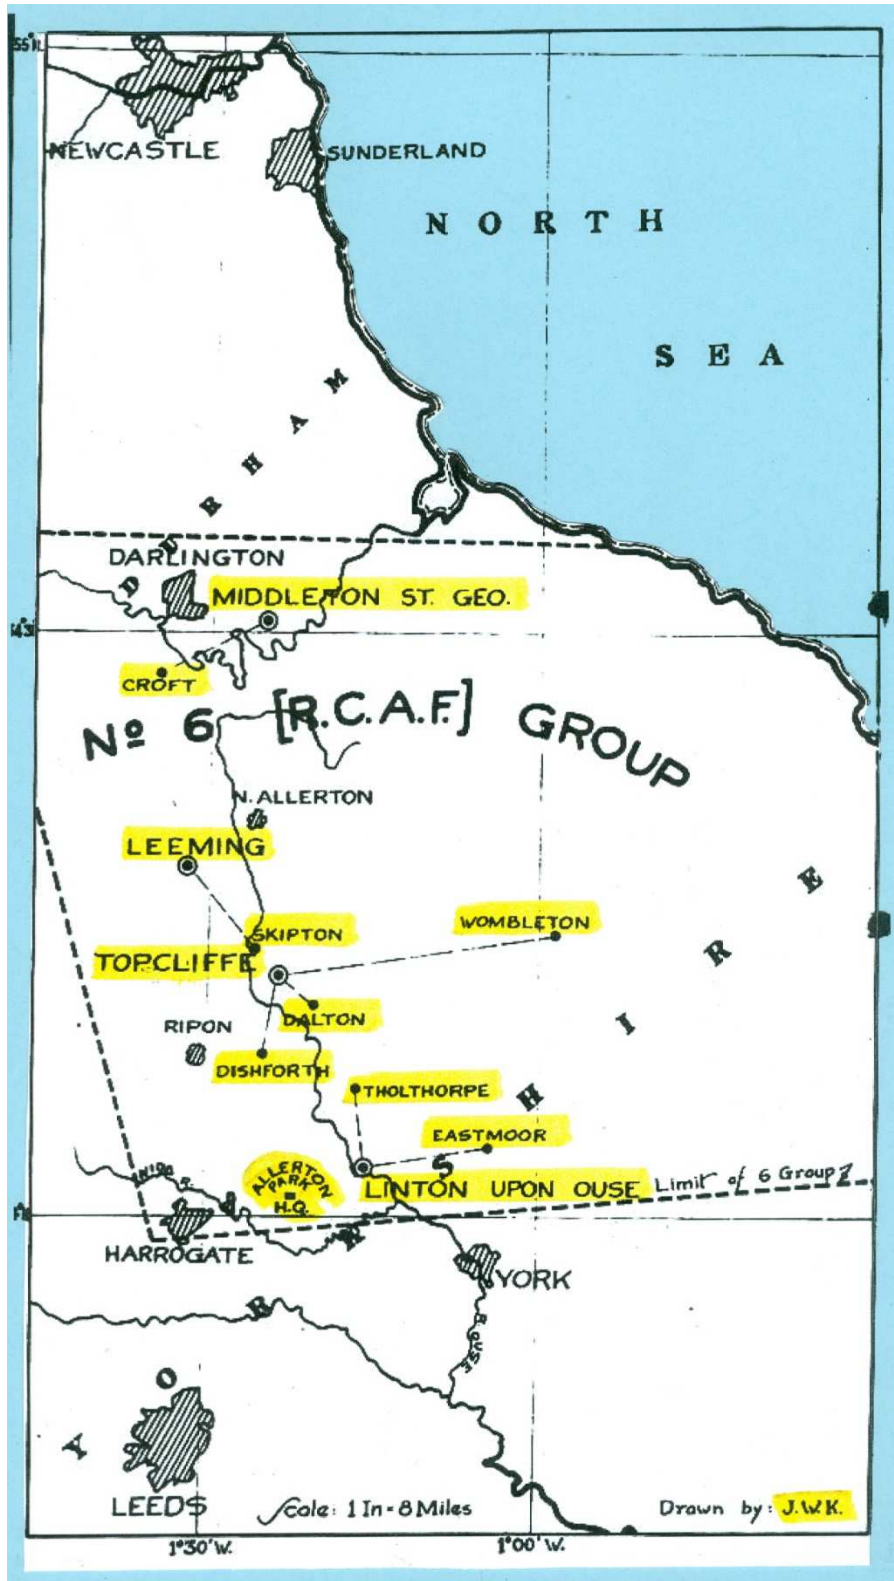 55° N.
NEWCASTLE
SUNDERLAND
NORTH
SEA
DURHAM
DARLINGTON
MIDDLETON ST. GEO.
CROFT
No 6 [R.C.A.F.] GROUP
N. ALLERTON
LEEMING
SKIPTON
WOMBLETON
TOPCLIFFE
DALTON
RIPON
DISHFORTH
THOLTHORPE
EASTMOOR
ALLERTON
PARK
H.Q.
LINTON UPON OUSE
Limit of 6 Group
NIDD R.
HARROGATE
YORK
R. OUSE
YORKSHIRE
LEEDS
Scale: 1 In = 8 Miles
Drawn by: J.W.K.
1°30' W.
1°00' W.